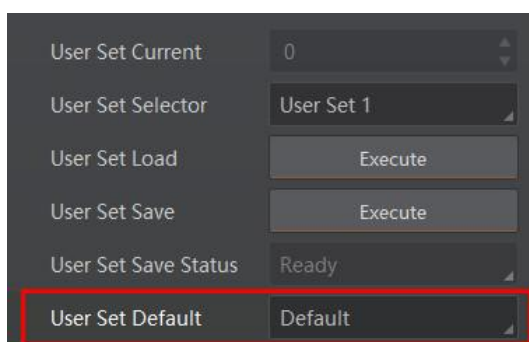 User Set Current 0
User Set Selector User Set 1
User Set Load Execute
User Set Save Execute
User Set Save Status Ready
User Set Default Default